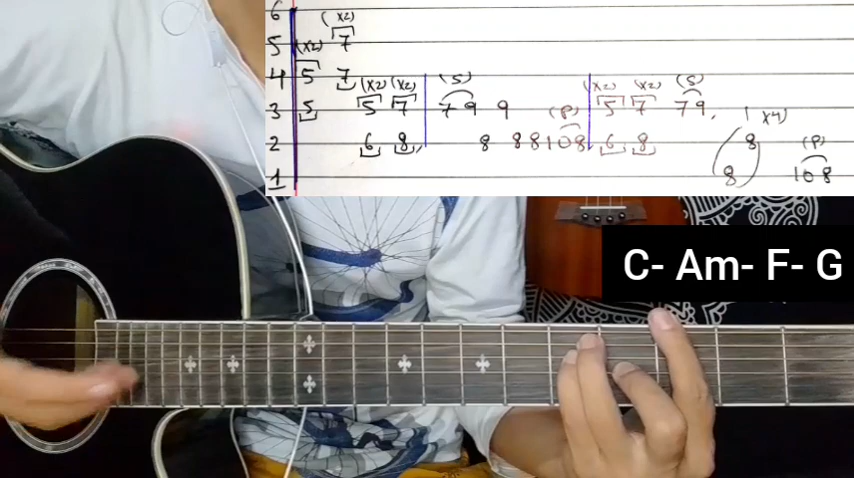 6 (x2)
5 (x2) 7
4 5 7 (x2) (x2) (S) (x2) (x2) (S)
3 5 5 7 7 9 9 (P) 5 7 7 9, 1 x4)
2 6 8, 8 8 8 10 8 6 8 8 (P)
1 8 10 8
C- Am- F- G